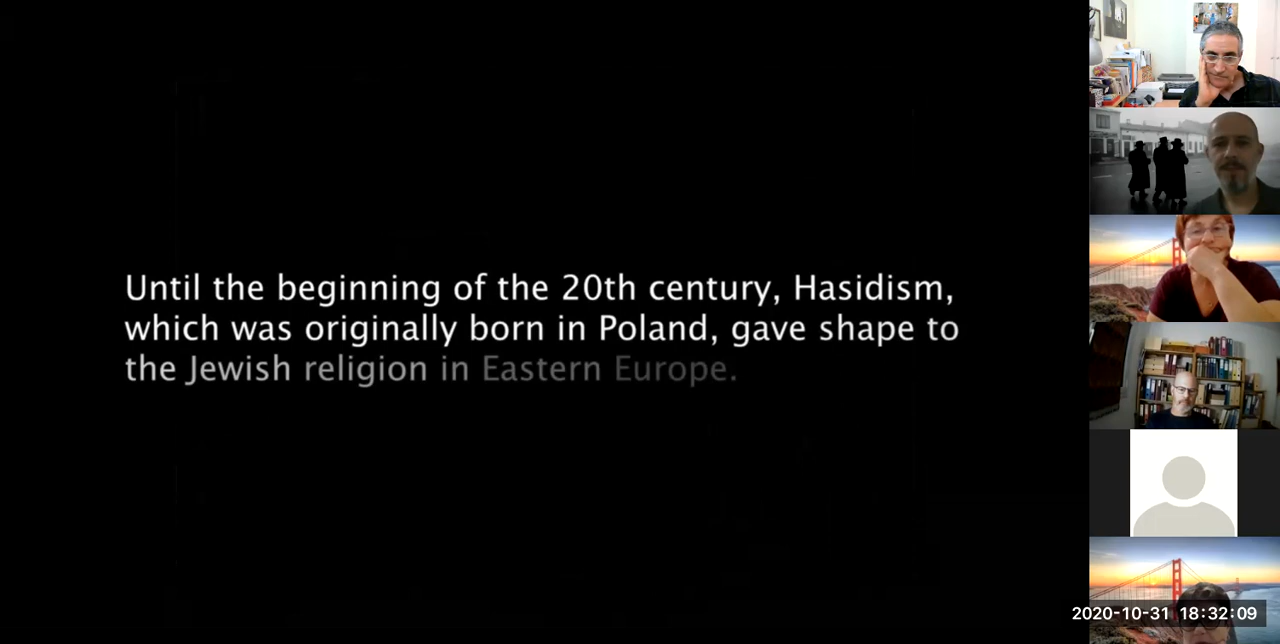 Until the beginning of the 20th century, Hasidism,
which was originally born in Poland, gave shape to
the Jewish religion in Eastern Europe.
2020-10-31 18:32:09